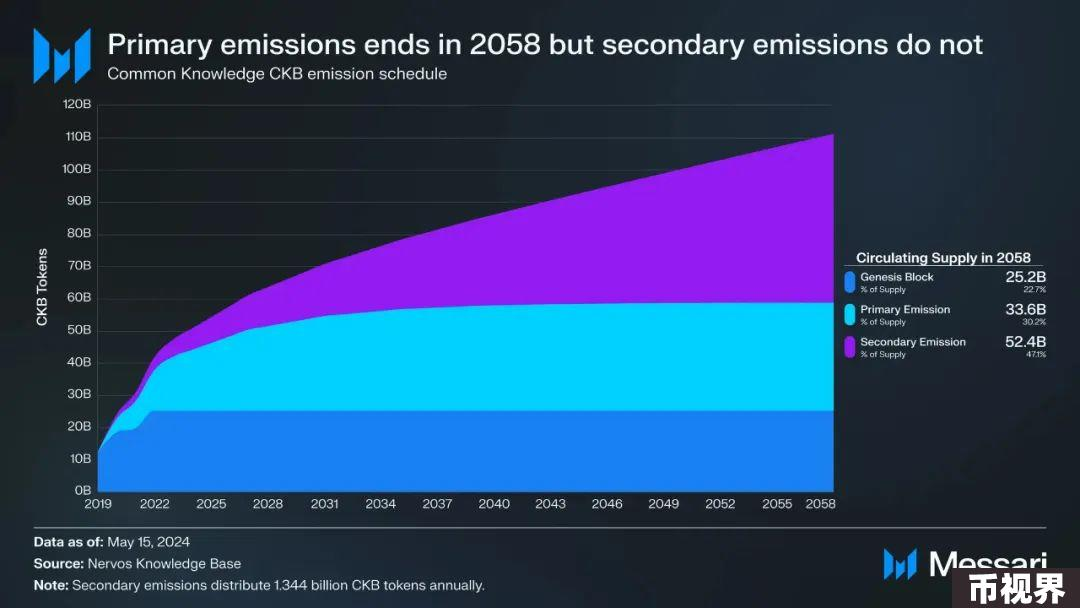 Primary emissions ends in 2058 but secondary emissions do not
Common Knowledge CKB emission schedule
CKB Tokens
120B
110B
100B
90B
80B
70B
60B
50B
40B
30B
20B
10B
0B
2019 2022 2025 2028 2031 2034 2037 2040 2043 2046 2049 2052 2055 2058
Circulating Supply in 2058
Genesis Block 25.2B
% of Supply 22.7%
Primary Emission 33.6B
% of Supply 30.2%
Secondary Emission 52.4B
% of Supply 47.1%
Data as of: May 15, 2024
Source: Nervos Knowledge Base
Note: Secondary emissions distribute 1.344 billion CKB tokens annually.
Messari
币视界